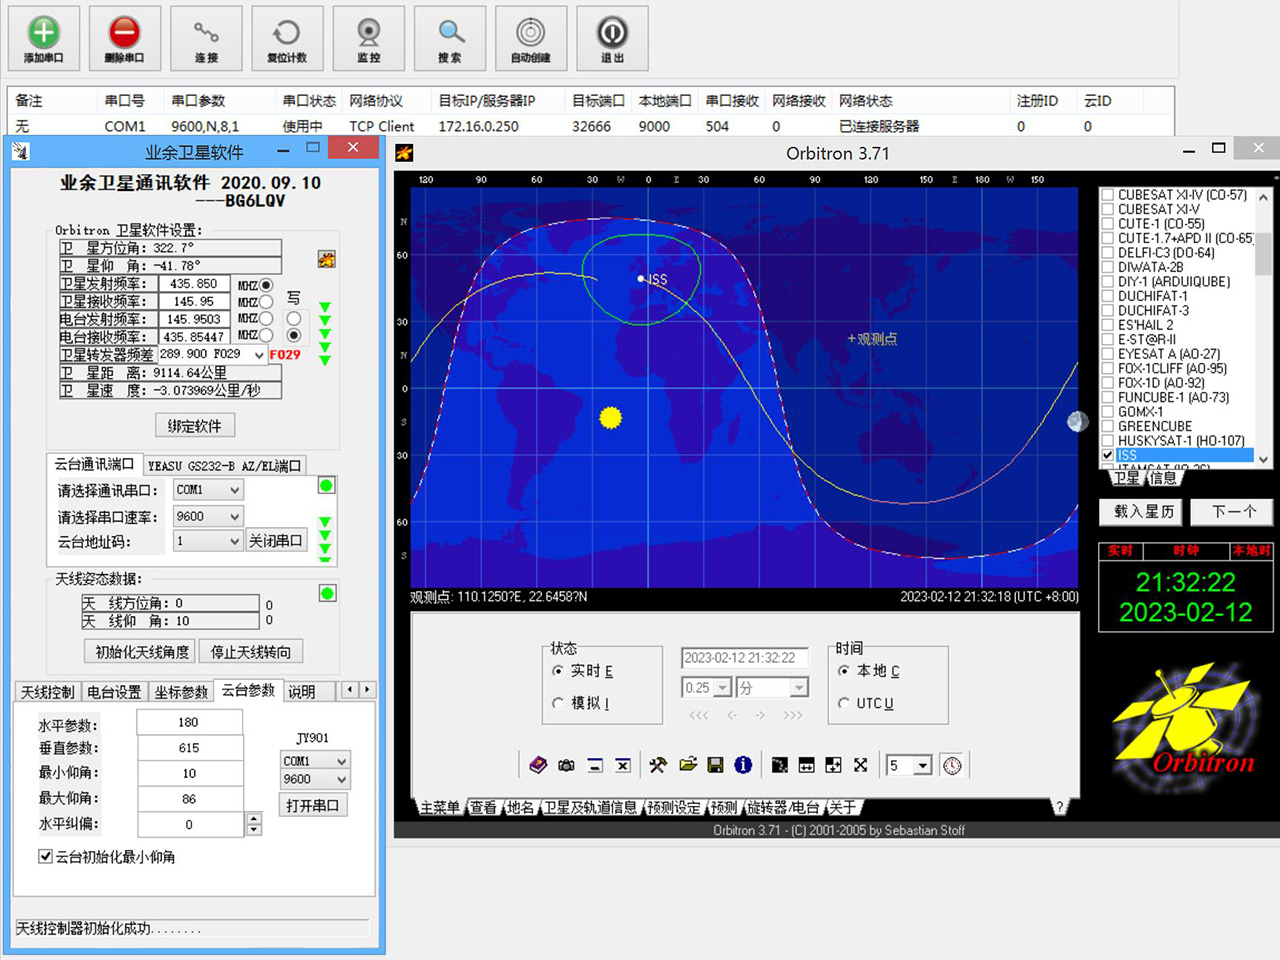 添加串口 删除串口 连接 复位计数 监控 搜索 自动创建 退出
备注 串口号 串口参数 串口状态 网络协议 目标IP/服务器IP 目标端口 本地端口 串口接收 网络接收 网络状态 注册ID 云ID
无 COM1 9600,N,8,1 使用中 TCP Client 172.16.0.250 32666 9000 504 0 已连接服务器 0 0
业余卫星软件
业余卫星通讯软件 2020.09.10
---BG6LQV
Orbitron 卫星软件设置:
卫 星方位角: 322.7°
卫 星仰 角: -41.78°
卫星发射频率: 435.850 MHZ
卫星接收频率: 145.95 MHZ 写
电台发射频率: 145.9503 MHZ
电台接收频率: 435.85447 MHZ
卫星转发器频差 289.900 FO29 FO29
卫 星距 离: 9114.64公里
卫 星速 度: -3.073969公里/秒
绑定软件
云台通讯端口 YEASU GS232-B AZ/EL端口
请选择通讯串口: COM1
请选择串口速率: 9600
云台地址码: 1 关闭串口
天线姿态数据:
天 线方位角: 0 0
天 线仰 角: 10 0
初始化天线角度 停止天线转向
天线控制 电台设置 坐标参数 云台参数 说明
水平参数: 180
垂直参数: 615
最小仰角: 10
最大仰角: 86
水平纠偏: 0
JY901
COM1
9600
打开串口
云台初始化最小仰角
天线控制器初始化成功........
Orbitron 3.71
120 90 60 30 W 0 E 30 60 90 120 150 E 180 W 150
N
60
30
N
0
S
30
60
S
ISS
+观测点
观测点: 110.1250?E, 22.6458?N 2023-02-12 21:32:18 (UTC +8:00)
CUBESAT XI-IV (CO-57)
CUBESAT XI-V
CUTE-1 (CO-55)
CUTE-1.7+APD II (CO-65
DELFI-C3 (DO-64)
DIWATA-2B
DIY-1 (ARDUIQUBE)
DUCHIFAT-1
DUCHIFAT-3
ES'HAIL 2
E-ST@R-II
EYESAT A (AO-27)
FOX-1CLIFF (AO-95)
FOX-1D (AO-92)
FUNCUBE-1 (AO-73)
GOMX-1
GREENCUBE
HUSKYSAT-1 (HO-107)
ISS
ITAMSAT (IO-26)
卫星 信息
载入星历 下一个
实时 时钟 本地时
21:32:22
2023-02-12
状态
实时 E
模拟 I
2023-02-12 21:32:22
0.25 分
<<< <- -> >>>
时间
本地 C
UTC U
5
主菜单 查看 地名 卫星及轨道信息 预测设定 预测 旋转器/电台 关于 ?
Orbitron
Orbitron 3.71 - (C) 2001-2005 by Sebastian Stoff